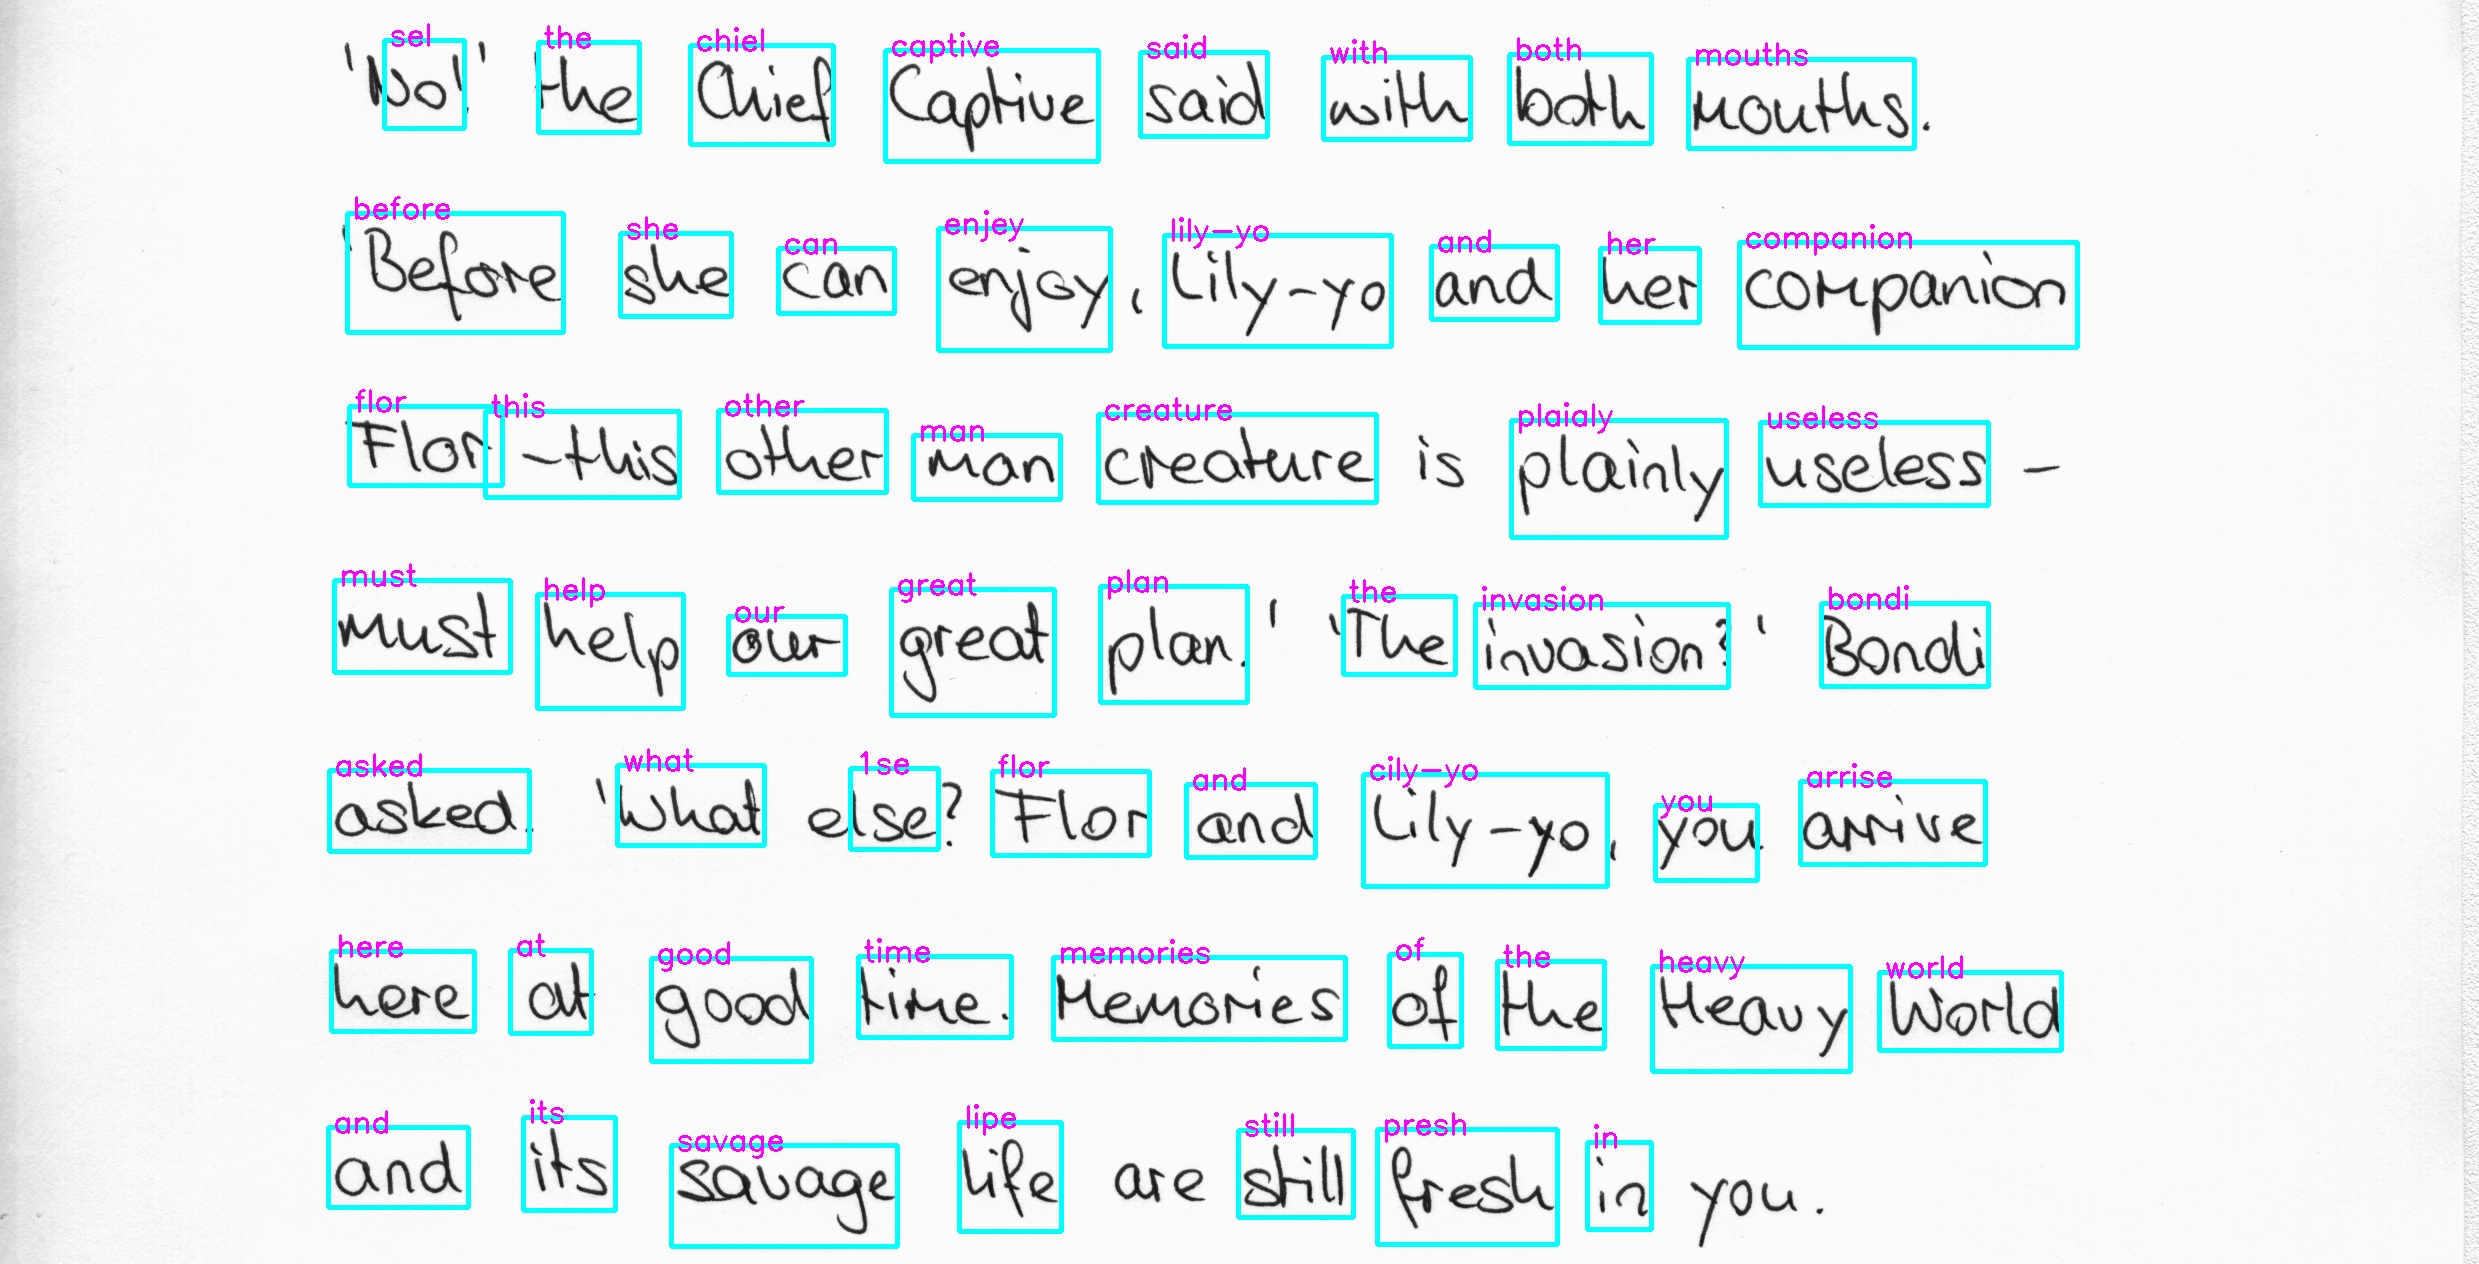 'No!' the Chief Captive said with both mouths.
'Before she can enjoy, Lily-yo and her companion
Flor - this other man creature is plainly useless -
must help our great plan.' 'The invasion?' Bondi
asked. 'What else? Flor and Lily-yo, you arrive
here at good time. Memories of the Heavy World
and its savage life are still fresh in you.
sel the chiel captive said with both mouths
before she can enjey lily-yo and her companion
flor this other man creature plaialy useless
must help our great plan the invasion bondi
asked what 1se flor and cily-yo you arrise
here at good time memories of the heavy world
and its savage lipe still presh in